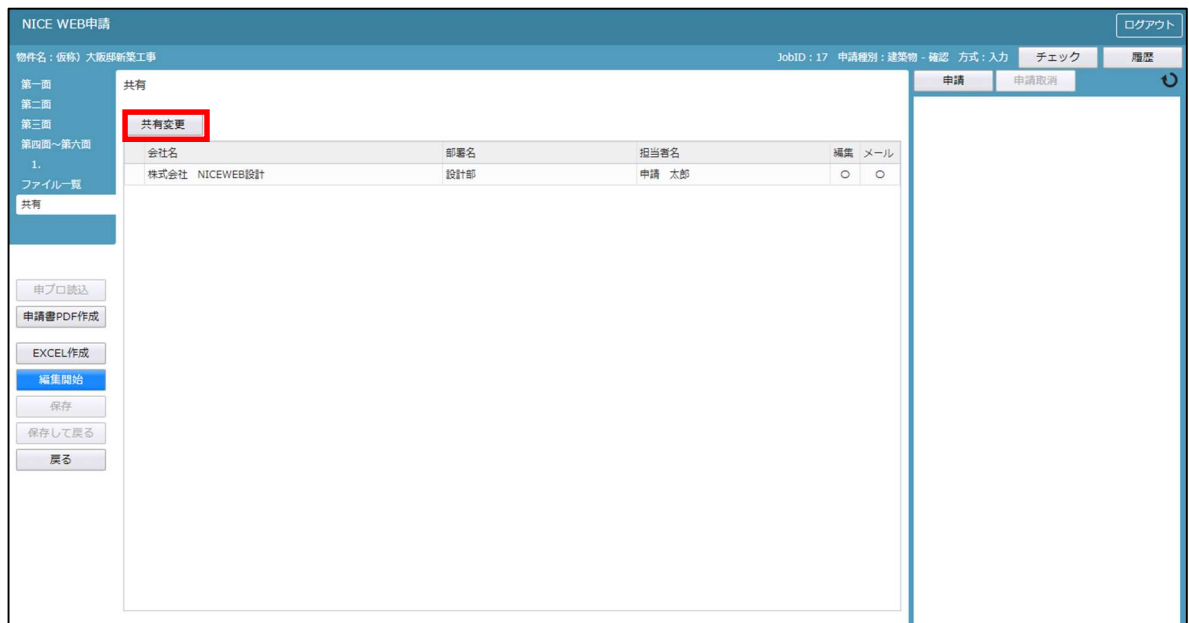 NICE WEB申請
ログアウト
物件名：仮称）大阪邸新築工事
JobID：17 申請種別：建築物 - 確認 方式：入力
チェック
履歴
第一面
第二面
第三面
第四面～第六面
1.
ファイル一覧
共有
申プロ読込
申請書PDF作成
EXCEL作成
編集開始
保存
保存して戻る
戻る
共有
共有変更
会社名 部署名 担当者名 編集 メール
株式会社 NICEWEB設計 設計部 申請 太郎 ○ ○
申請
申請取消